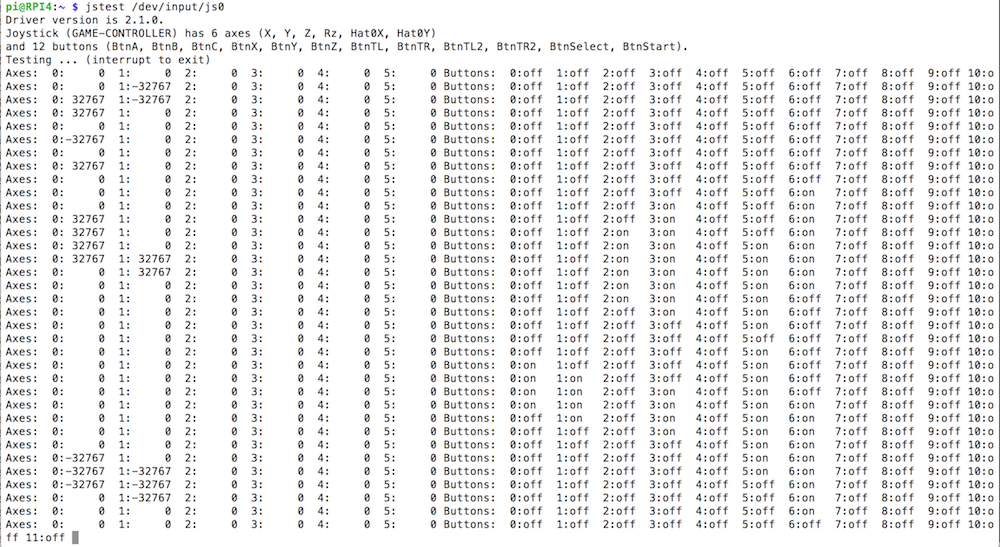 pi@RPI4:~ $ jstest /dev/input/js0
Driver version is 2.1.0.
Joystick (GAME-CONTROLLER) has 6 axes (X, Y, Z, Rz, Hat0X, Hat0Y)
and 12 buttons (BtnA, BtnB, BtnC, BtnX, BtnY, BtnZ, BtnTL, BtnTR, BtnTL2, BtnTR2, BtnSelect, BtnStart).
Testing ... (interrupt to exit)
Axes: 0: 0 1: 0 2: 0 3: 0 4: 0 5: 0 Buttons: 0:off 1:off 2:off 3:off 4:off 5:off 6:off 7:off 8:off 9:off 10:o
Axes: 0: 0 1:-32767 2: 0 3: 0 4: 0 5: 0 Buttons: 0:off 1:off 2:off 3:off 4:off 5:off 6:off 7:off 8:off 9:off 10:o
Axes: 0: 32767 1:-32767 2: 0 3: 0 4: 0 5: 0 Buttons: 0:off 1:off 2:off 3:off 4:off 5:off 6:off 7:off 8:off 9:off 10:o
Axes: 0: 32767 1: 0 2: 0 3: 0 4: 0 5: 0 Buttons: 0:off 1:off 2:off 3:off 4:off 5:off 6:off 7:off 8:off 9:off 10:o
Axes: 0: 0 1: 0 2: 0 3: 0 4: 0 5: 0 Buttons: 0:off 1:off 2:off 3:off 4:off 5:off 6:off 7:off 8:off 9:off 10:o
Axes: 0:-32767 1: 0 2: 0 3: 0 4: 0 5: 0 Buttons: 0:off 1:off 2:off 3:off 4:off 5:off 6:off 7:off 8:off 9:off 10:o
Axes: 0: 0 1: 0 2: 0 3: 0 4: 0 5: 0 Buttons: 0:off 1:off 2:off 3:off 4:off 5:off 6:off 7:off 8:off 9:off 10:o
Axes: 0: 32767 1: 0 2: 0 3: 0 4: 0 5: 0 Buttons: 0:off 1:off 2:off 3:off 4:off 5:off 6:off 7:off 8:off 9:off 10:o
Axes: 0: 0 1: 0 2: 0 3: 0 4: 0 5: 0 Buttons: 0:off 1:off 2:off 3:off 4:off 5:off 6:off 7:off 8:off 9:off 10:o
Axes: 0: 0 1: 0 2: 0 3: 0 4: 0 5: 0 Buttons: 0:off 1:off 2:off 3:off 4:off 5:off 6:on 7:off 8:off 9:off 10:o
Axes: 0: 0 1: 0 2: 0 3: 0 4: 0 5: 0 Buttons: 0:off 1:off 2:off 3:on 4:off 5:off 6:on 7:off 8:off 9:off 10:o
Axes: 0: 32767 1: 0 2: 0 3: 0 4: 0 5: 0 Buttons: 0:off 1:off 2:off 3:on 4:off 5:off 6:on 7:off 8:off 9:off 10:o
Axes: 0: 32767 1: 0 2: 0 3: 0 4: 0 5: 0 Buttons: 0:off 1:off 2:on 3:on 4:off 5:off 6:on 7:off 8:off 9:off 10:o
Axes: 0: 32767 1: 0 2: 0 3: 0 4: 0 5: 0 Buttons: 0:off 1:off 2:on 3:on 4:off 5:on 6:on 7:off 8:off 9:off 10:o
Axes: 0: 32767 1: 32767 2: 0 3: 0 4: 0 5: 0 Buttons: 0:off 1:off 2:on 3:on 4:off 5:on 6:on 7:off 8:off 9:off 10:o
Axes: 0: 0 1: 32767 2: 0 3: 0 4: 0 5: 0 Buttons: 0:off 1:off 2:on 3:on 4:off 5:on 6:on 7:off 8:off 9:off 10:o
Axes: 0: 0 1: 0 2: 0 3: 0 4: 0 5: 0 Buttons: 0:off 1:off 2:on 3:on 4:off 5:on 6:on 7:off 8:off 9:off 10:o
Axes: 0: 0 1: 0 2: 0 3: 0 4: 0 5: 0 Buttons: 0:off 1:off 2:on 3:on 4:off 5:on 6:off 7:off 8:off 9:off 10:o
Axes: 0: 0 1: 0 2: 0 3: 0 4: 0 5: 0 Buttons: 0:off 1:off 2:off 3:on 4:off 5:on 6:off 7:off 8:off 9:off 10:o
Axes: 0: 0 1: 0 2: 0 3: 0 4: 0 5: 0 Buttons: 0:off 1:off 2:off 3:off 4:off 5:on 6:off 7:off 8:off 9:off 10:o
Axes: 0: 0 1: 0 2: 0 3: 0 4: 0 5: 0 Buttons: 0:off 1:off 2:off 3:off 4:off 5:off 6:off 7:off 8:off 9:off 10:o
Axes: 0: 0 1: 0 2: 0 3: 0 4: 0 5: 0 Buttons: 0:off 1:off 2:off 3:off 4:off 5:on 6:off 7:off 8:off 9:off 10:o
Axes: 0: 0 1: 0 2: 0 3: 0 4: 0 5: 0 Buttons: 0:on 1:off 2:off 3:off 4:off 5:on 6:off 7:off 8:off 9:off 10:o
Axes: 0: 0 1: 0 2: 0 3: 0 4: 0 5: 0 Buttons: 0:on 1:on 2:off 3:off 4:off 5:on 6:off 7:off 8:off 9:off 10:o
Axes: 0: 0 1: 0 2: 0 3: 0 4: 0 5: 0 Buttons: 0:on 1:on 2:off 3:on 4:off 5:on 6:off 7:off 8:off 9:off 10:o
Axes: 0: 0 1: 0 2: 0 3: 0 4: 0 5: 0 Buttons: 0:on 1:on 2:off 3:on 4:off 5:on 6:on 7:off 8:off 9:off 10:o
Axes: 0: 0 1: 0 2: 0 3: 0 4: 0 5: 0 Buttons: 0:off 1:on 2:off 3:on 4:off 5:on 6:on 7:off 8:off 9:off 10:o
Axes: 0: 0 1: 0 2: 0 3: 0 4: 0 5: 0 Buttons: 0:off 1:off 2:off 3:on 4:off 5:on 6:on 7:off 8:off 9:off 10:o
Axes: 0: 0 1: 0 2: 0 3: 0 4: 0 5: 0 Buttons: 0:off 1:off 2:off 3:off 4:off 5:on 6:on 7:off 8:off 9:off 10:o
Axes: 0:-32767 1: 0 2: 0 3: 0 4: 0 5: 0 Buttons: 0:off 1:off 2:off 3:off 4:off 5:on 6:on 7:off 8:off 9:off 10:o
Axes: 0:-32767 1:-32767 2: 0 3: 0 4: 0 5: 0 Buttons: 0:off 1:off 2:off 3:off 4:off 5:on 6:on 7:off 8:off 9:off 10:o
Axes: 0:-32767 1:-32767 2: 0 3: 0 4: 0 5: 0 Buttons: 0:off 1:off 2:off 3:off 4:off 5:off 6:on 7:off 8:off 9:off 10:o
Axes: 0: 0 1:-32767 2: 0 3: 0 4: 0 5: 0 Buttons: 0:off 1:off 2:off 3:off 4:off 5:off 6:on 7:off 8:off 9:off 10:o
Axes: 0: 0 1: 0 2: 0 3: 0 4: 0 5: 0 Buttons: 0:off 1:off 2:off 3:off 4:off 5:off 6:on 7:off 8:off 9:off 10:o
Axes: 0: 0 1: 0 2: 0 3: 0 4: 0 5: 0 Buttons: 0:off 1:off 2:off 3:off 4:off 5:off 6:off 7:off 8:off 9:off 10:o
ff 11:off